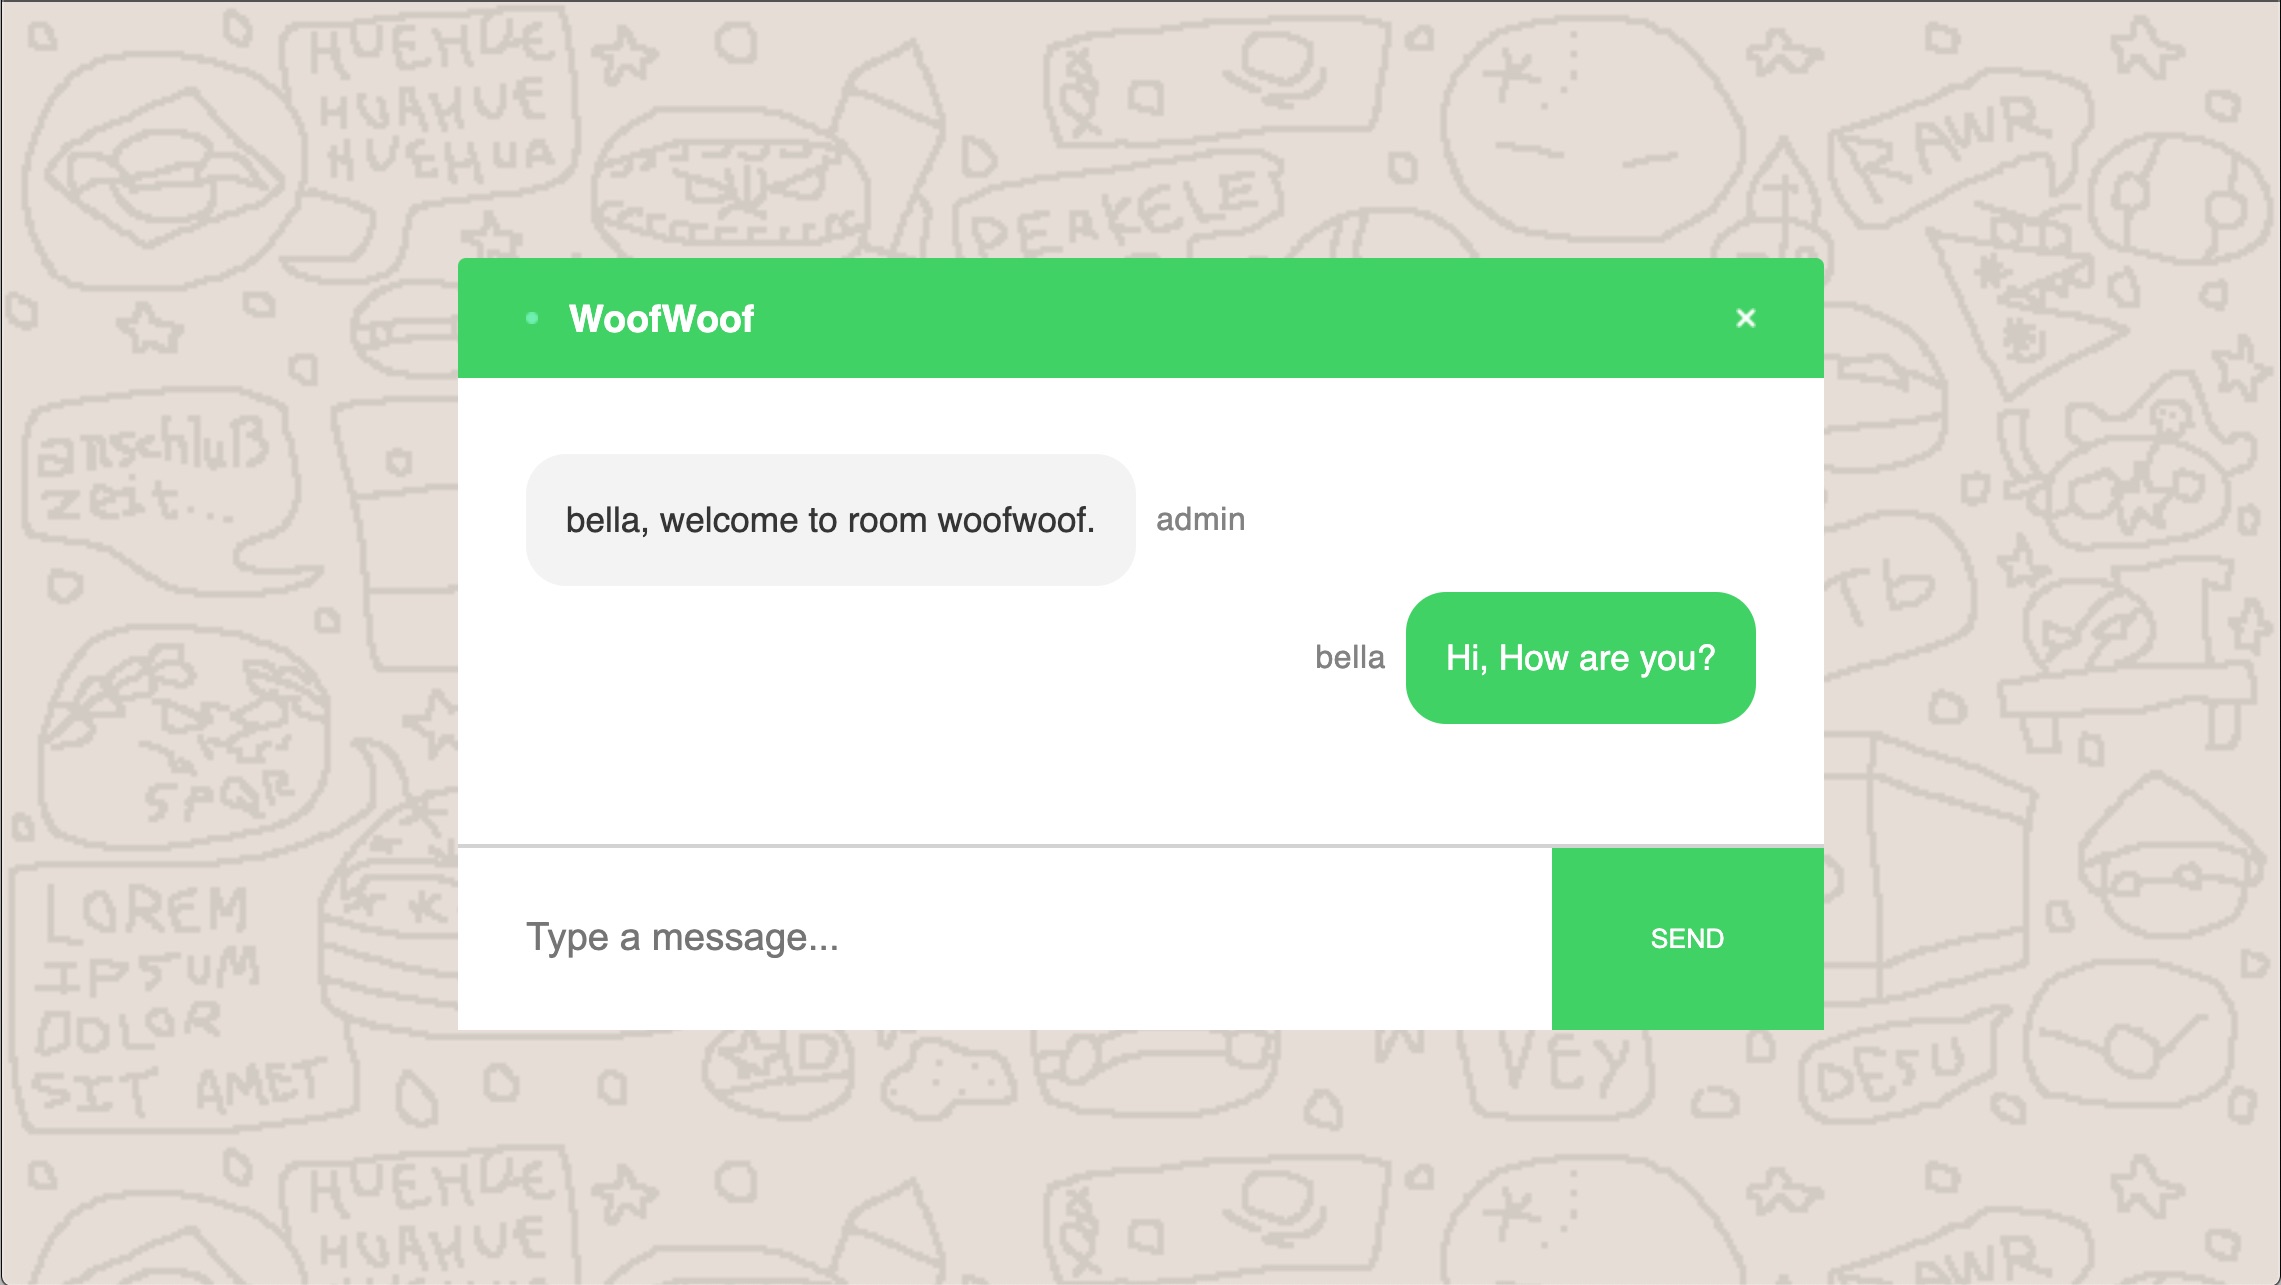 HUEHUE
HUAHUE
HUEHUA
PERKELE
RAWR
WoofWoof
×
anschluß
zeit...
bella, welcome to room woofwoof.
admin
bella
Hi, How are you?
SPQR
Type a message...
SEND
LOREM
IPSUM
DOLOR
SIT AMET
VEY
DESU
HUEHUE
HUAHUE
RAWR